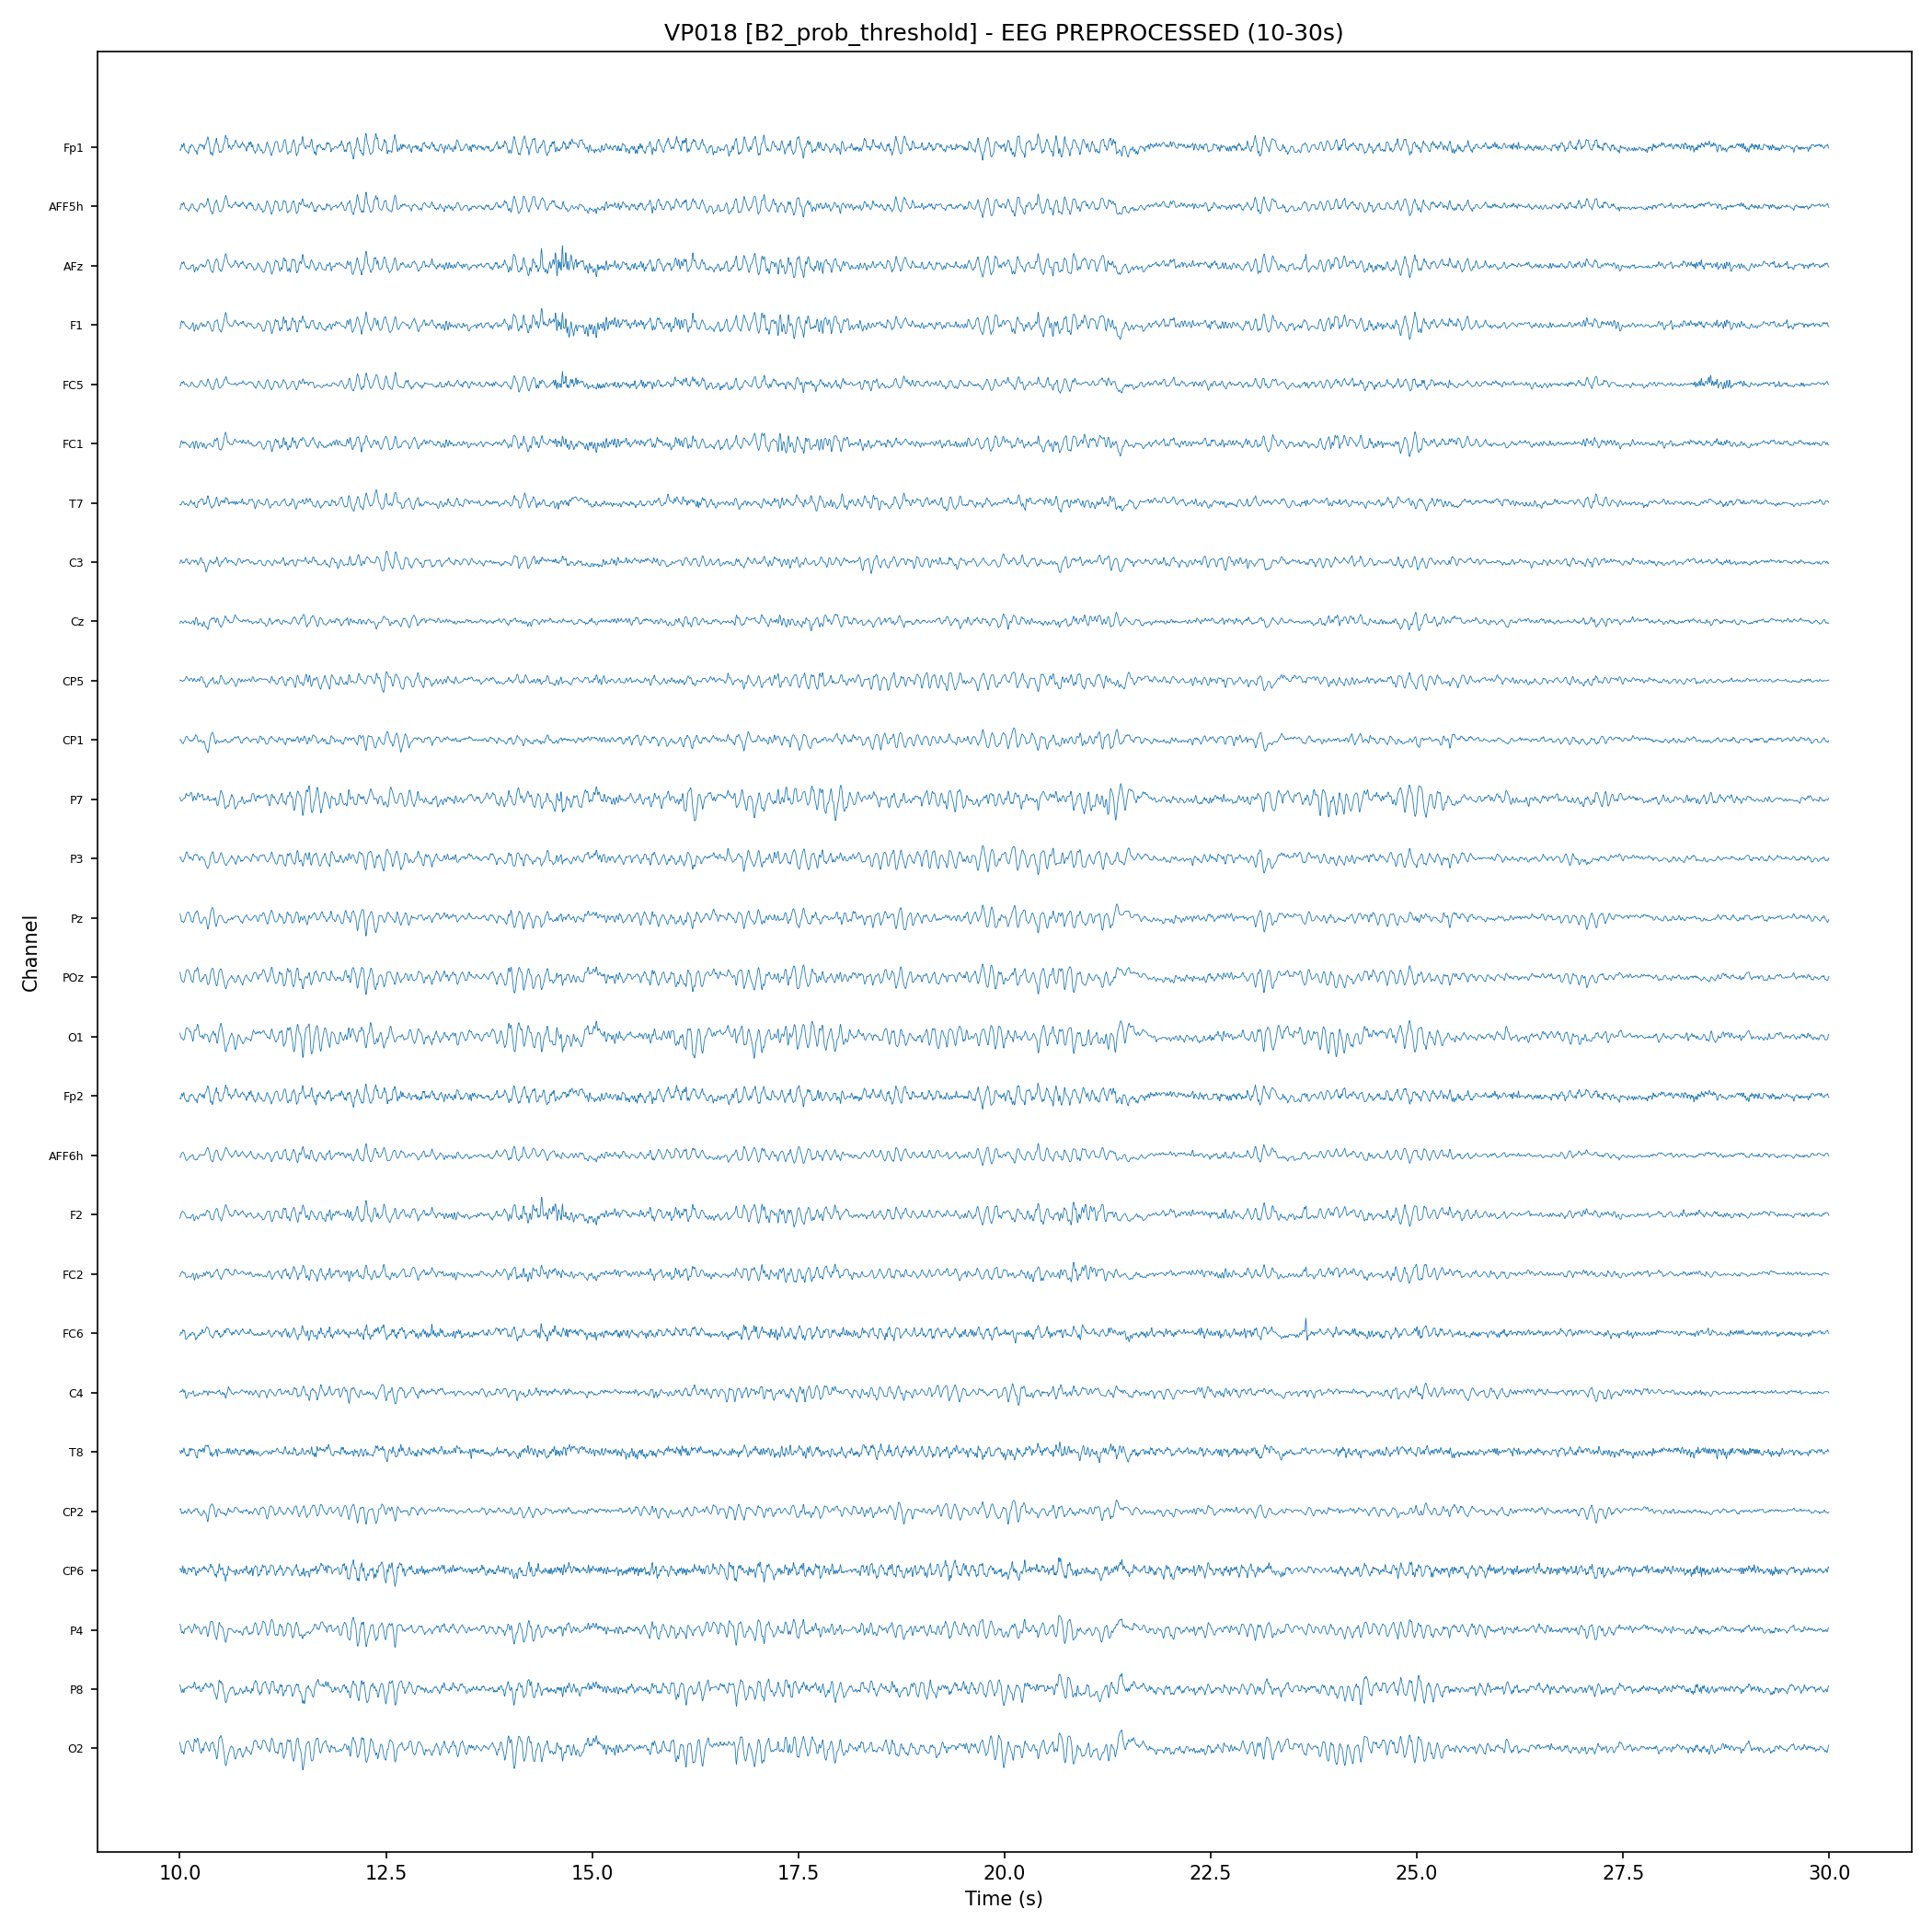 VP018 [B2_prob_threshold] - EEG PREPROCESSED (10-30s)
Channel
Fp1
AFF5h
AFz
F1
FC5
FC1
T7
C3
Cz
CP5
CP1
P7
P3
Pz
POz
O1
Fp2
AFF6h
F2
FC2
FC6
C4
T8
CP2
CP6
P4
P8
O2
10.0 12.5 15.0 17.5 20.0 22.5 25.0 27.5 30.0
Time (s)